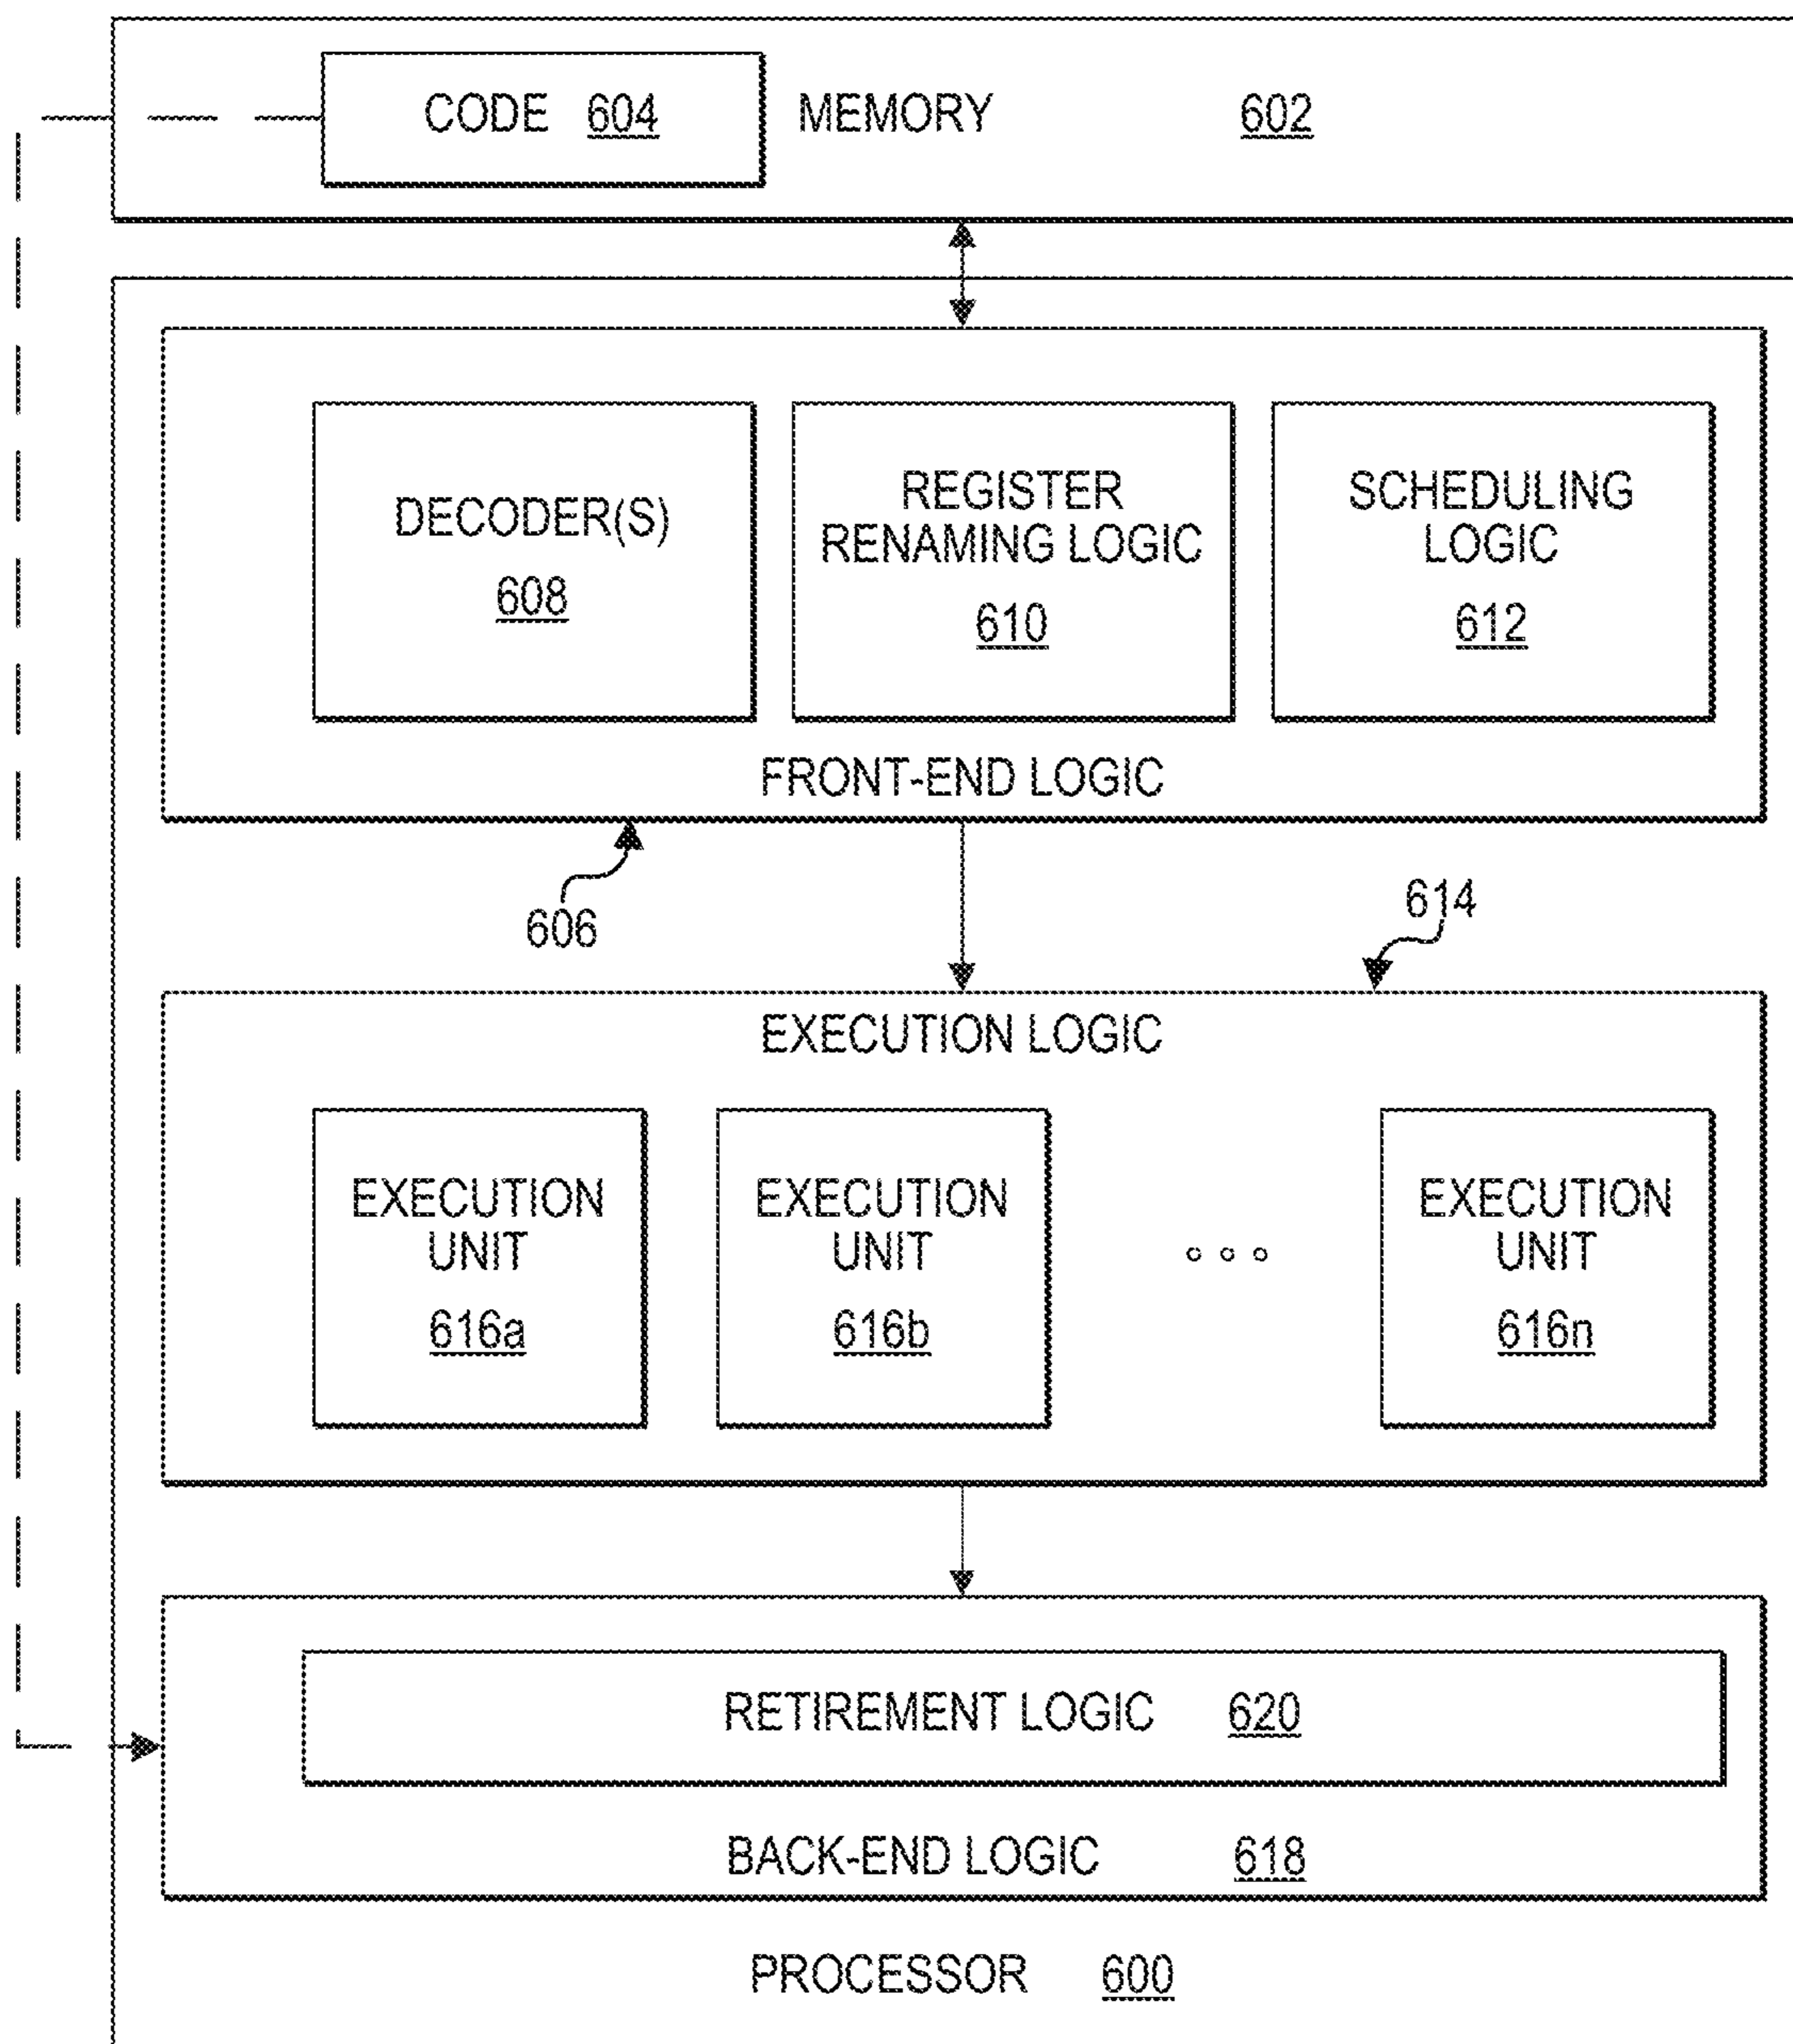 CODE 604 MEMORY 602
DECODER(S)
608
REGISTER
RENAMING LOGIC
610
SCHEDULING
LOGIC
612
FRONT-END LOGIC
606
614
EXECUTION LOGIC
EXECUTION
UNIT
616a
EXECUTION
UNIT
616b
EXECUTION
UNIT
616n
RETIREMENT LOGIC 620
BACK-END LOGIC 618
PROCESSOR 600